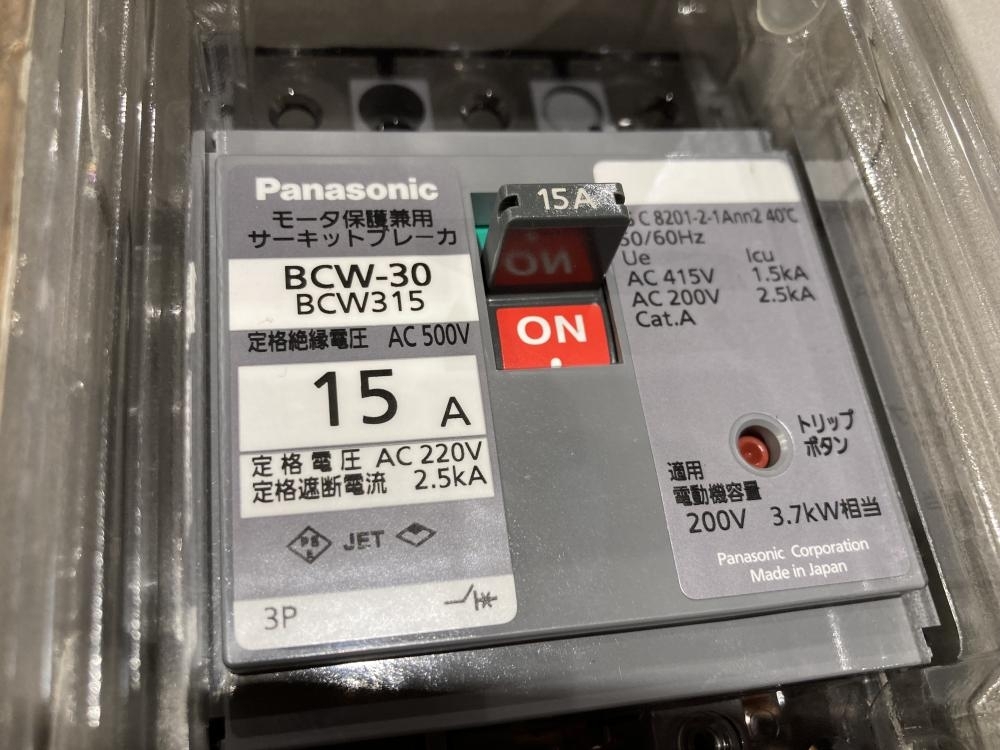 Panasonic
モータ保護兼用
サーキットブレーカ
BCW-30
BCW315
定格絶縁電圧 AC 500V
15 A
定格電圧 AC 220V
定格遮断電流 2.5kA
PS
E
JET
3P
15A
ON
ON
C 8201-2-1Ann2 40℃
50/60Hz
Ue Icu
AC 415V 1.5kA
AC 200V 2.5kA
Cat.A
トリップ
ボタン
適用
電動機容量
200V 3.7kW相当
Panasonic Corporation
Made in Japan